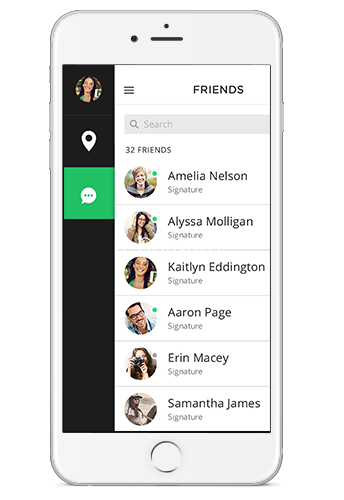 FRIENDS
Search
32 FRIENDS
Amelia Nelson
Signature
Alyssa Molligan
Signature
Kaitlyn Eddington
Signature
Aaron Page
Signature
Erin Macey
Signature
Samantha James
Signature